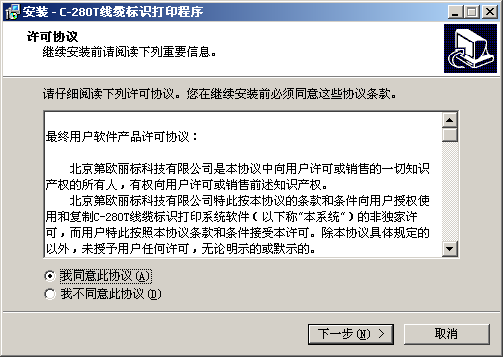 安装 - C-280T线缆标识打印程序
许可协议
继续安装前请阅读下列重要信息。
请仔细阅读下列许可协议。您在继续安装前必须同意这些协议条款。
最终用户软件产品许可协议：
北京第欧丽标科技有限公司是本协议中向用户许可或销售的一切知识
产权的所有人，有权向用户许可或销售前述知识产权。
北京第欧丽标科技有限公司特此按本协议的条款和条件向用户授权使
用和复制C-280T线缆标识打印系统软件（以下称“本系统”）的非独家许
可，而用户特此按照本协议条款和条件接受本许可。除本协议具体规定的
以外，未授予用户任何许可，无论明示的或默示的。
我同意此协议(A)
我不同意此协议(D)
下一步(N) >
取消